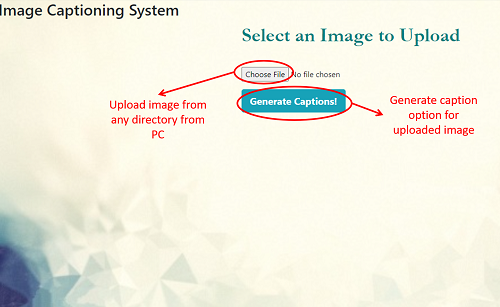 Image Captioning System
Select an Image to Upload
Choose File No file chosen
Generate Captions!
Upload image from
any directory from
PC
Generate caption
option for
uploaded image